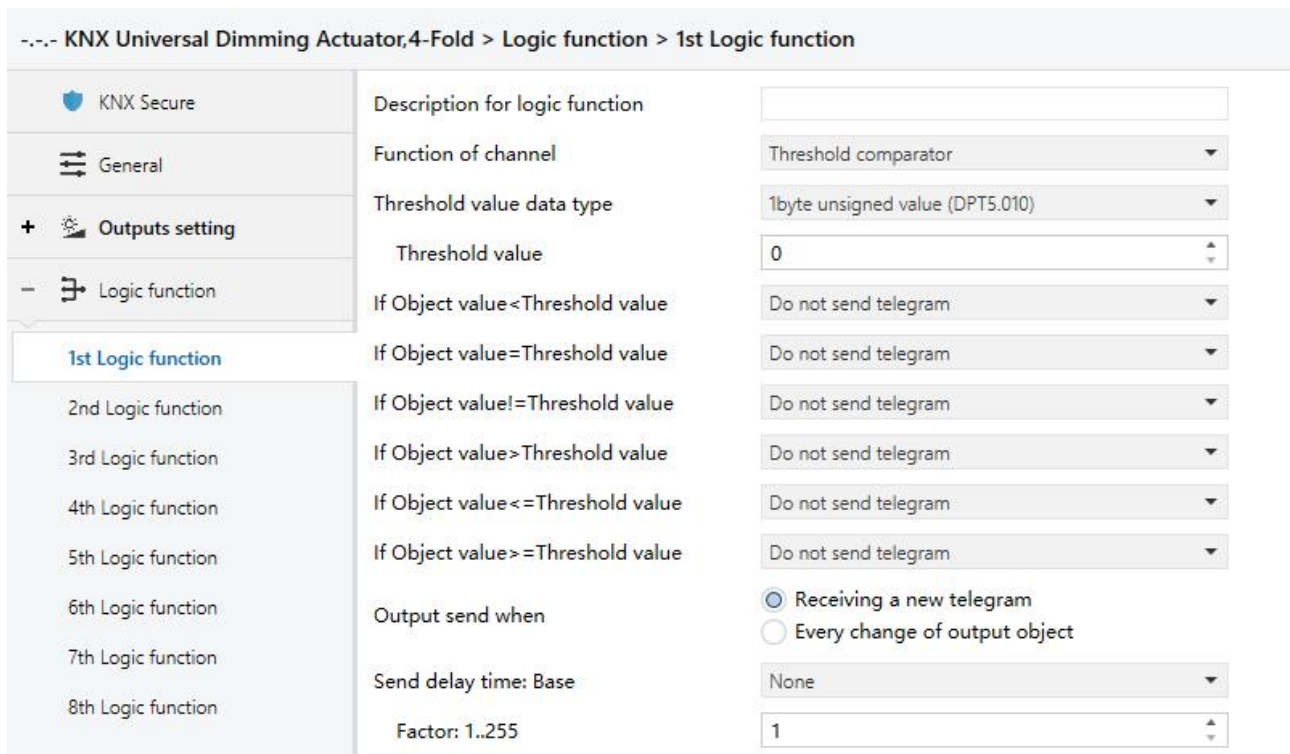 -.-.- KNX Universal Dimming Actuator,4-Fold > Logic function > 1st Logic function
KNX Secure
General
+ Outputs setting
- Logic function
1st Logic function
2nd Logic function
3rd Logic function
4th Logic function
5th Logic function
6th Logic function
7th Logic function
8th Logic function
Description for logic function
Function of channel Threshold comparator
Threshold value data type 1byte unsigned value (DPT5.010)
Threshold value 0
If Object value<Threshold value Do not send telegram
If Object value=Threshold value Do not send telegram
If Object value!=Threshold value Do not send telegram
If Object value>Threshold value Do not send telegram
If Object value<=Threshold value Do not send telegram
If Object value>=Threshold value Do not send telegram
Output send when Receiving a new telegram
Every change of output object
Send delay time: Base None
Factor: 1..255 1